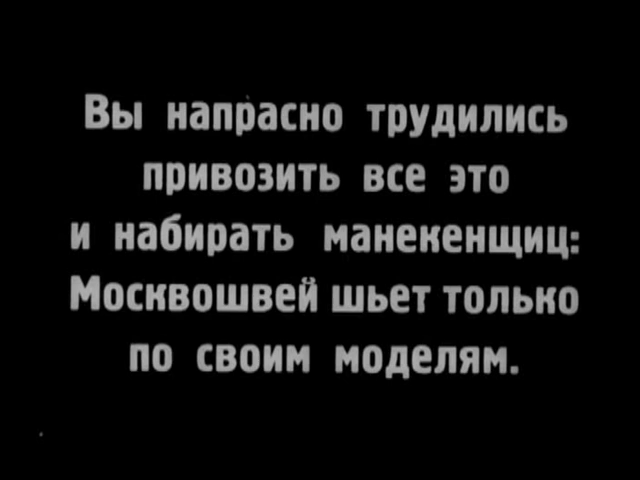 Вы напрасно трудились
привозить все это
и набирать манекенщиц:
Москвошвей шьет только
по своим моделям.